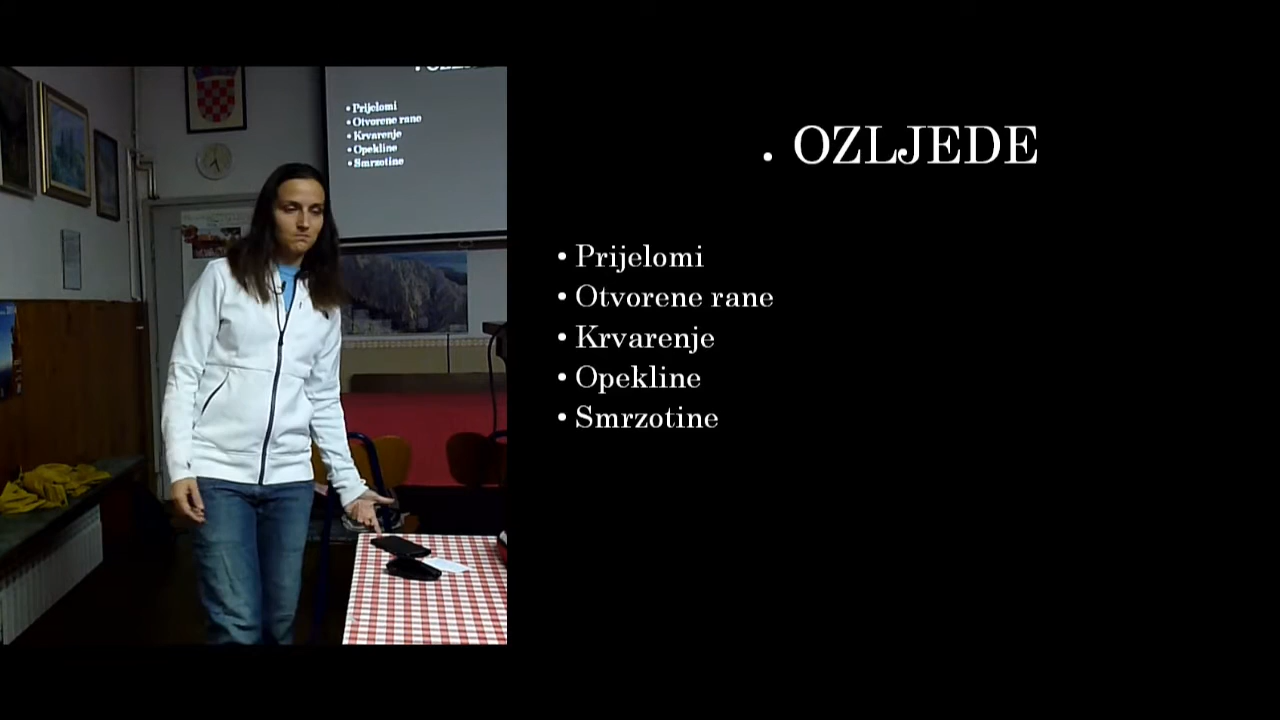 • Prijelomi
• Otvorene rane
• Krvarenje
• Opekline
• Smrzotine
. OZLJEDE
• Prijelomi
• Otvorene rane
• Krvarenje
• Opekline
• Smrzotine